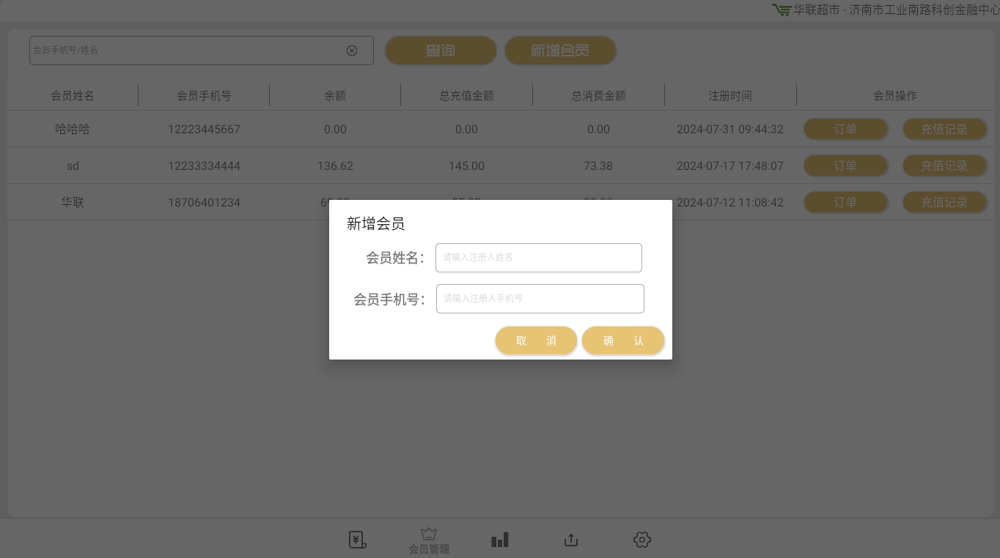 华联超市 - 济南市工业南路科创金融中心
会员手机号/姓名 查询 新增会员
会员姓名 会员手机号 余额 总充值金额 总消费金额 注册时间 会员操作
哈哈哈 12223445667 0.00 0.00 0.00 2024-07-31 09:44:32 订单 充值记录
sd 12233334444 136.62 145.00 73.38 2024-07-17 17:48:07 订单 充值记录
华联 18706401234 2024-07-12 11:08:42 订单 充值记录
新增会员
会员姓名: 请输入注册人姓名
会员手机号: 请输入注册人手机号
取 消 确 认
会员管理